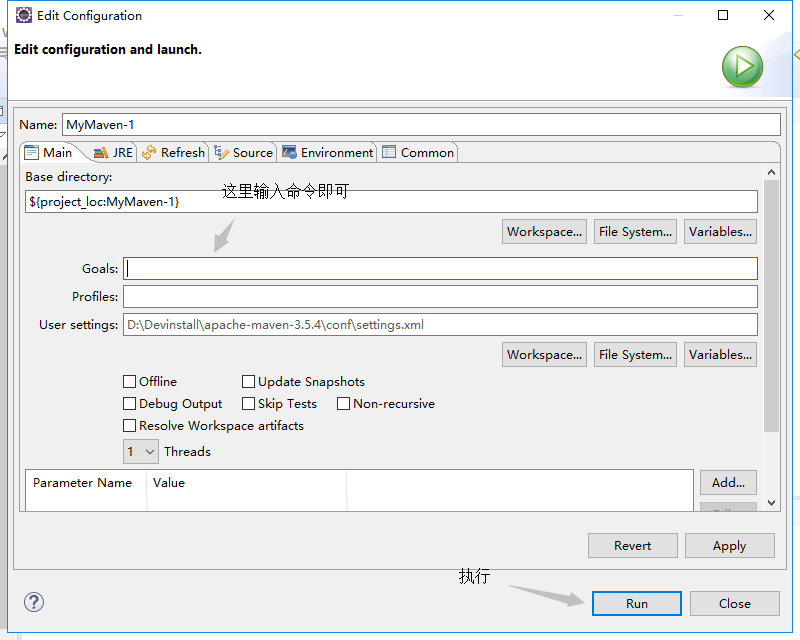 Edit Configuration
Edit configuration and launch.
Name: MyMaven-1
Main JRE Refresh Source Environment Common
Base directory:
这里输入命令即可
${project_loc:MyMaven-1}
Workspace... File System... Variables...
Goals:
Profiles:
User settings: D:\Devinstall\apache-maven-3.5.4\conf\settings.xml
Workspace... File System... Variables...
Offline Update Snapshots
Debug Output Skip Tests Non-recursive
Resolve Workspace artifacts
1 Threads
Parameter Name Value Add...
Revert Apply
执行
Run Close